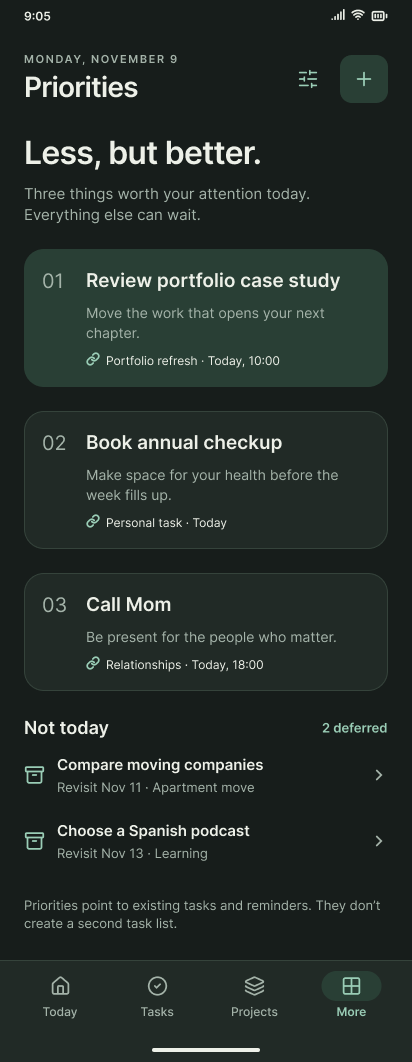 9:05
MONDAY, NOVEMBER 9
Priorities
Less, but better.
Three things worth your attention today.
Everything else can wait.
01
Review portfolio case study
Move the work that opens your next
chapter.
Portfolio refresh · Today, 10:00
02
Book annual checkup
Make space for your health before the
week fills up.
Personal task · Today
03
Call Mom
Be present for the people who matter.
Relationships · Today, 18:00
Not today
2 deferred
Compare moving companies
Revisit Nov 11 · Apartment move
Choose a Spanish podcast
Revisit Nov 13 · Learning
Priorities point to existing tasks and reminders. They don’t
create a second task list.
Today
Tasks
Projects
More